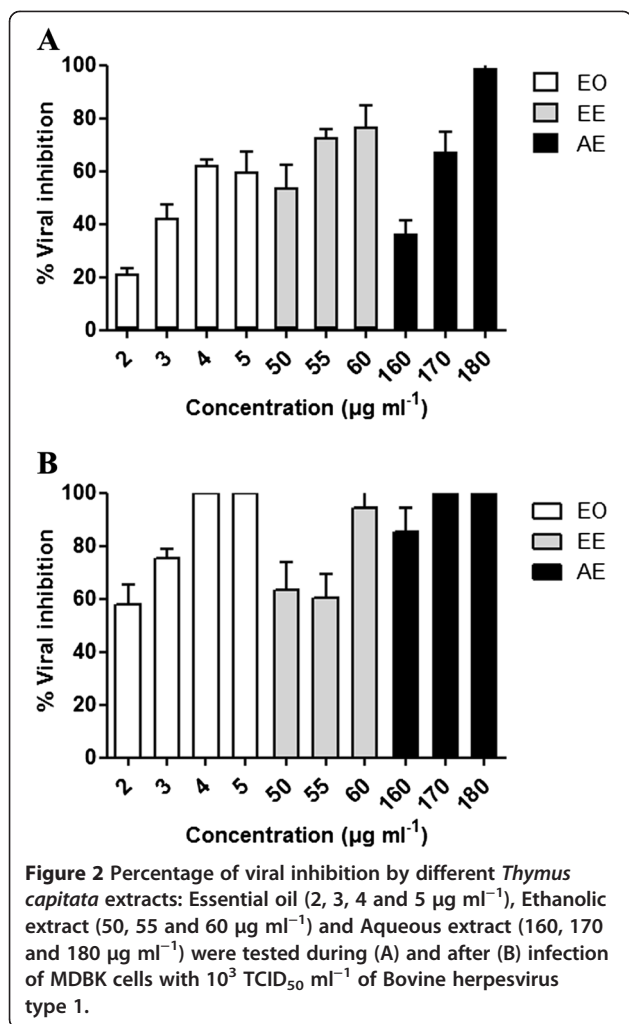 A
100
80
60
40
20
0
% Viral inhibition
EO
EE
AE
2 3 4 5 50 55 60 160 170 180
Concentration (µg ml⁻¹)
B
100
80
60
40
20
0
% Viral inhibition
EO
EE
AE
2 3 4 5 50 55 60 160 170 180
Concentration (µg ml⁻¹)
Figure 2 Percentage of viral inhibition by different Thymus
capitata extracts: Essential oil (2, 3, 4 and 5 µg ml⁻¹), Ethanolic
extract (50, 55 and 60 µg ml⁻¹) and Aqueous extract (160, 170
and 180 µg ml⁻¹) were tested during (A) and after (B) infection
of MDBK cells with 10³ TCID₅₀ ml⁻¹ of Bovine herpesvirus
type 1.